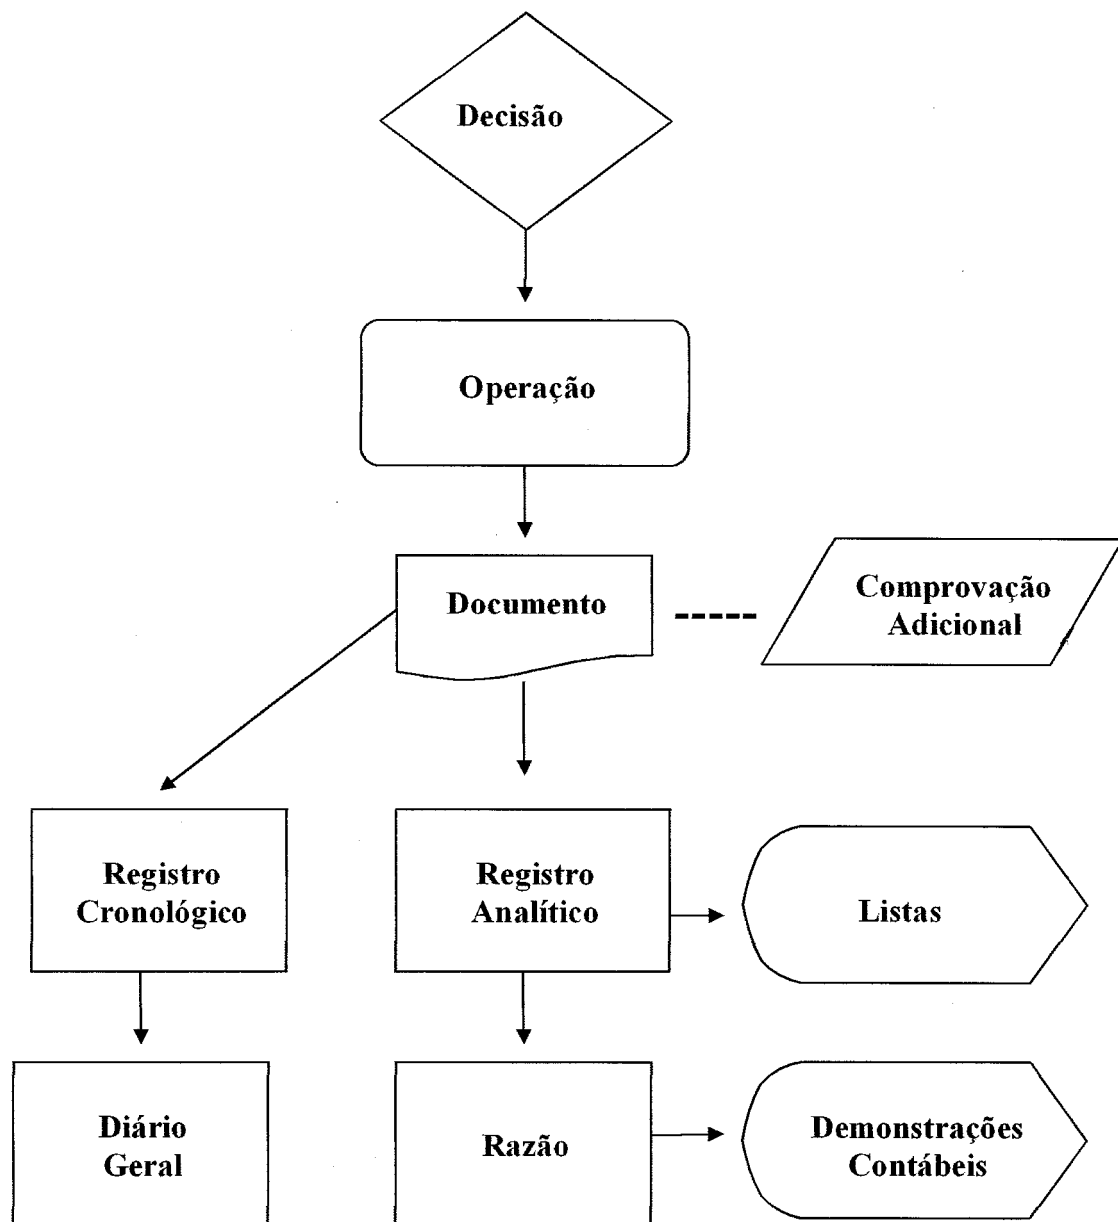 Decisão
Operação
Documento
Comprovação
Adicional
Registro
Cronológico
Registro
Analítico
Listas
Diário
Geral
Razão
Demonstrações
Contábeis